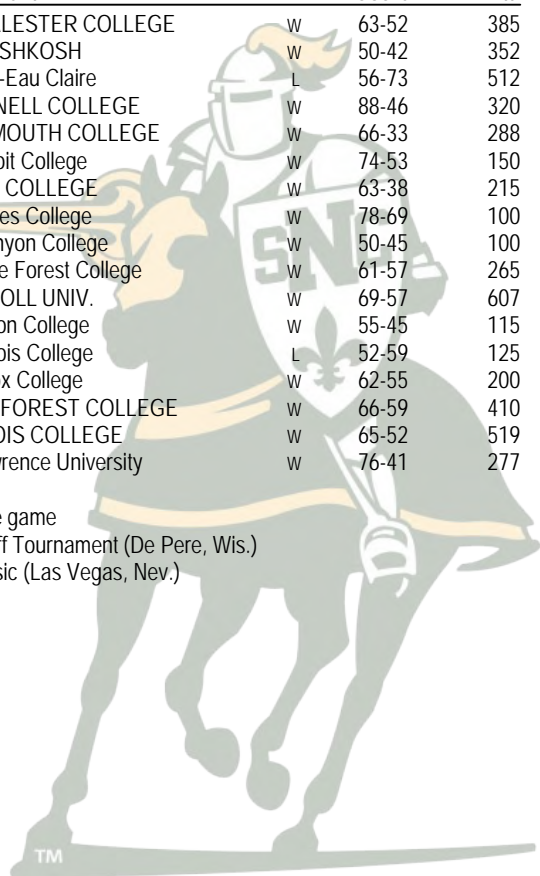 LLESTER COLLEGE W 63-52 385
SHKOSH W 50-42 352
-Eau Claire L 56-73 512
NELL COLLEGE W 88-46 320
MOUTH COLLEGE W 66-33 288
oit College W 74-53 150
COLLEGE W 63-38 215
es College W 78-69 100
nyon College W 50-45 100
e Forest College W 61-57 265
OLL UNIV. W 69-57 607
on College W 55-45 115
ois College L 52-59 125
ox College W 62-55 200
FOREST COLLEGE W 66-59 410
OIS COLLEGE W 65-52 519
wrence University W 76-41 277
e game
ff Tournament (De Pere, Wis.)
sic (Las Vegas, Nev.)
SNC
TM